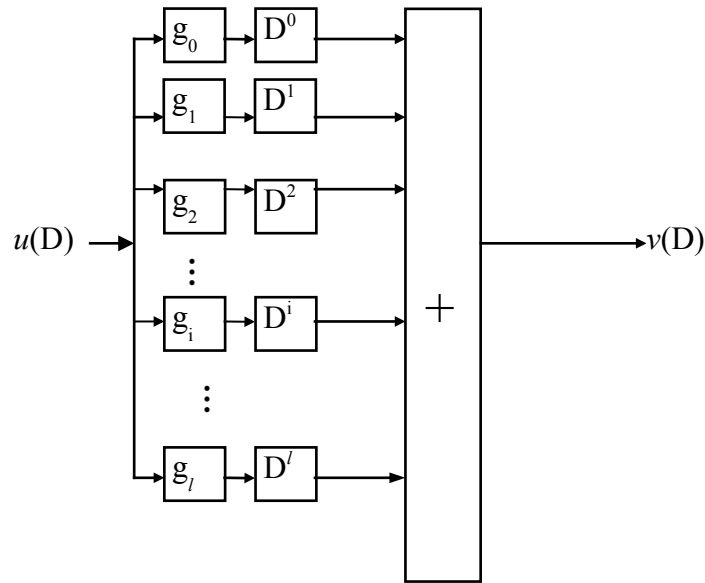 g₀ D⁰
g₁ D¹
g₂ D²
u(D) v(D)
⋮
gᵢ Dⁱ
+
⋮
gₗ Dˡ